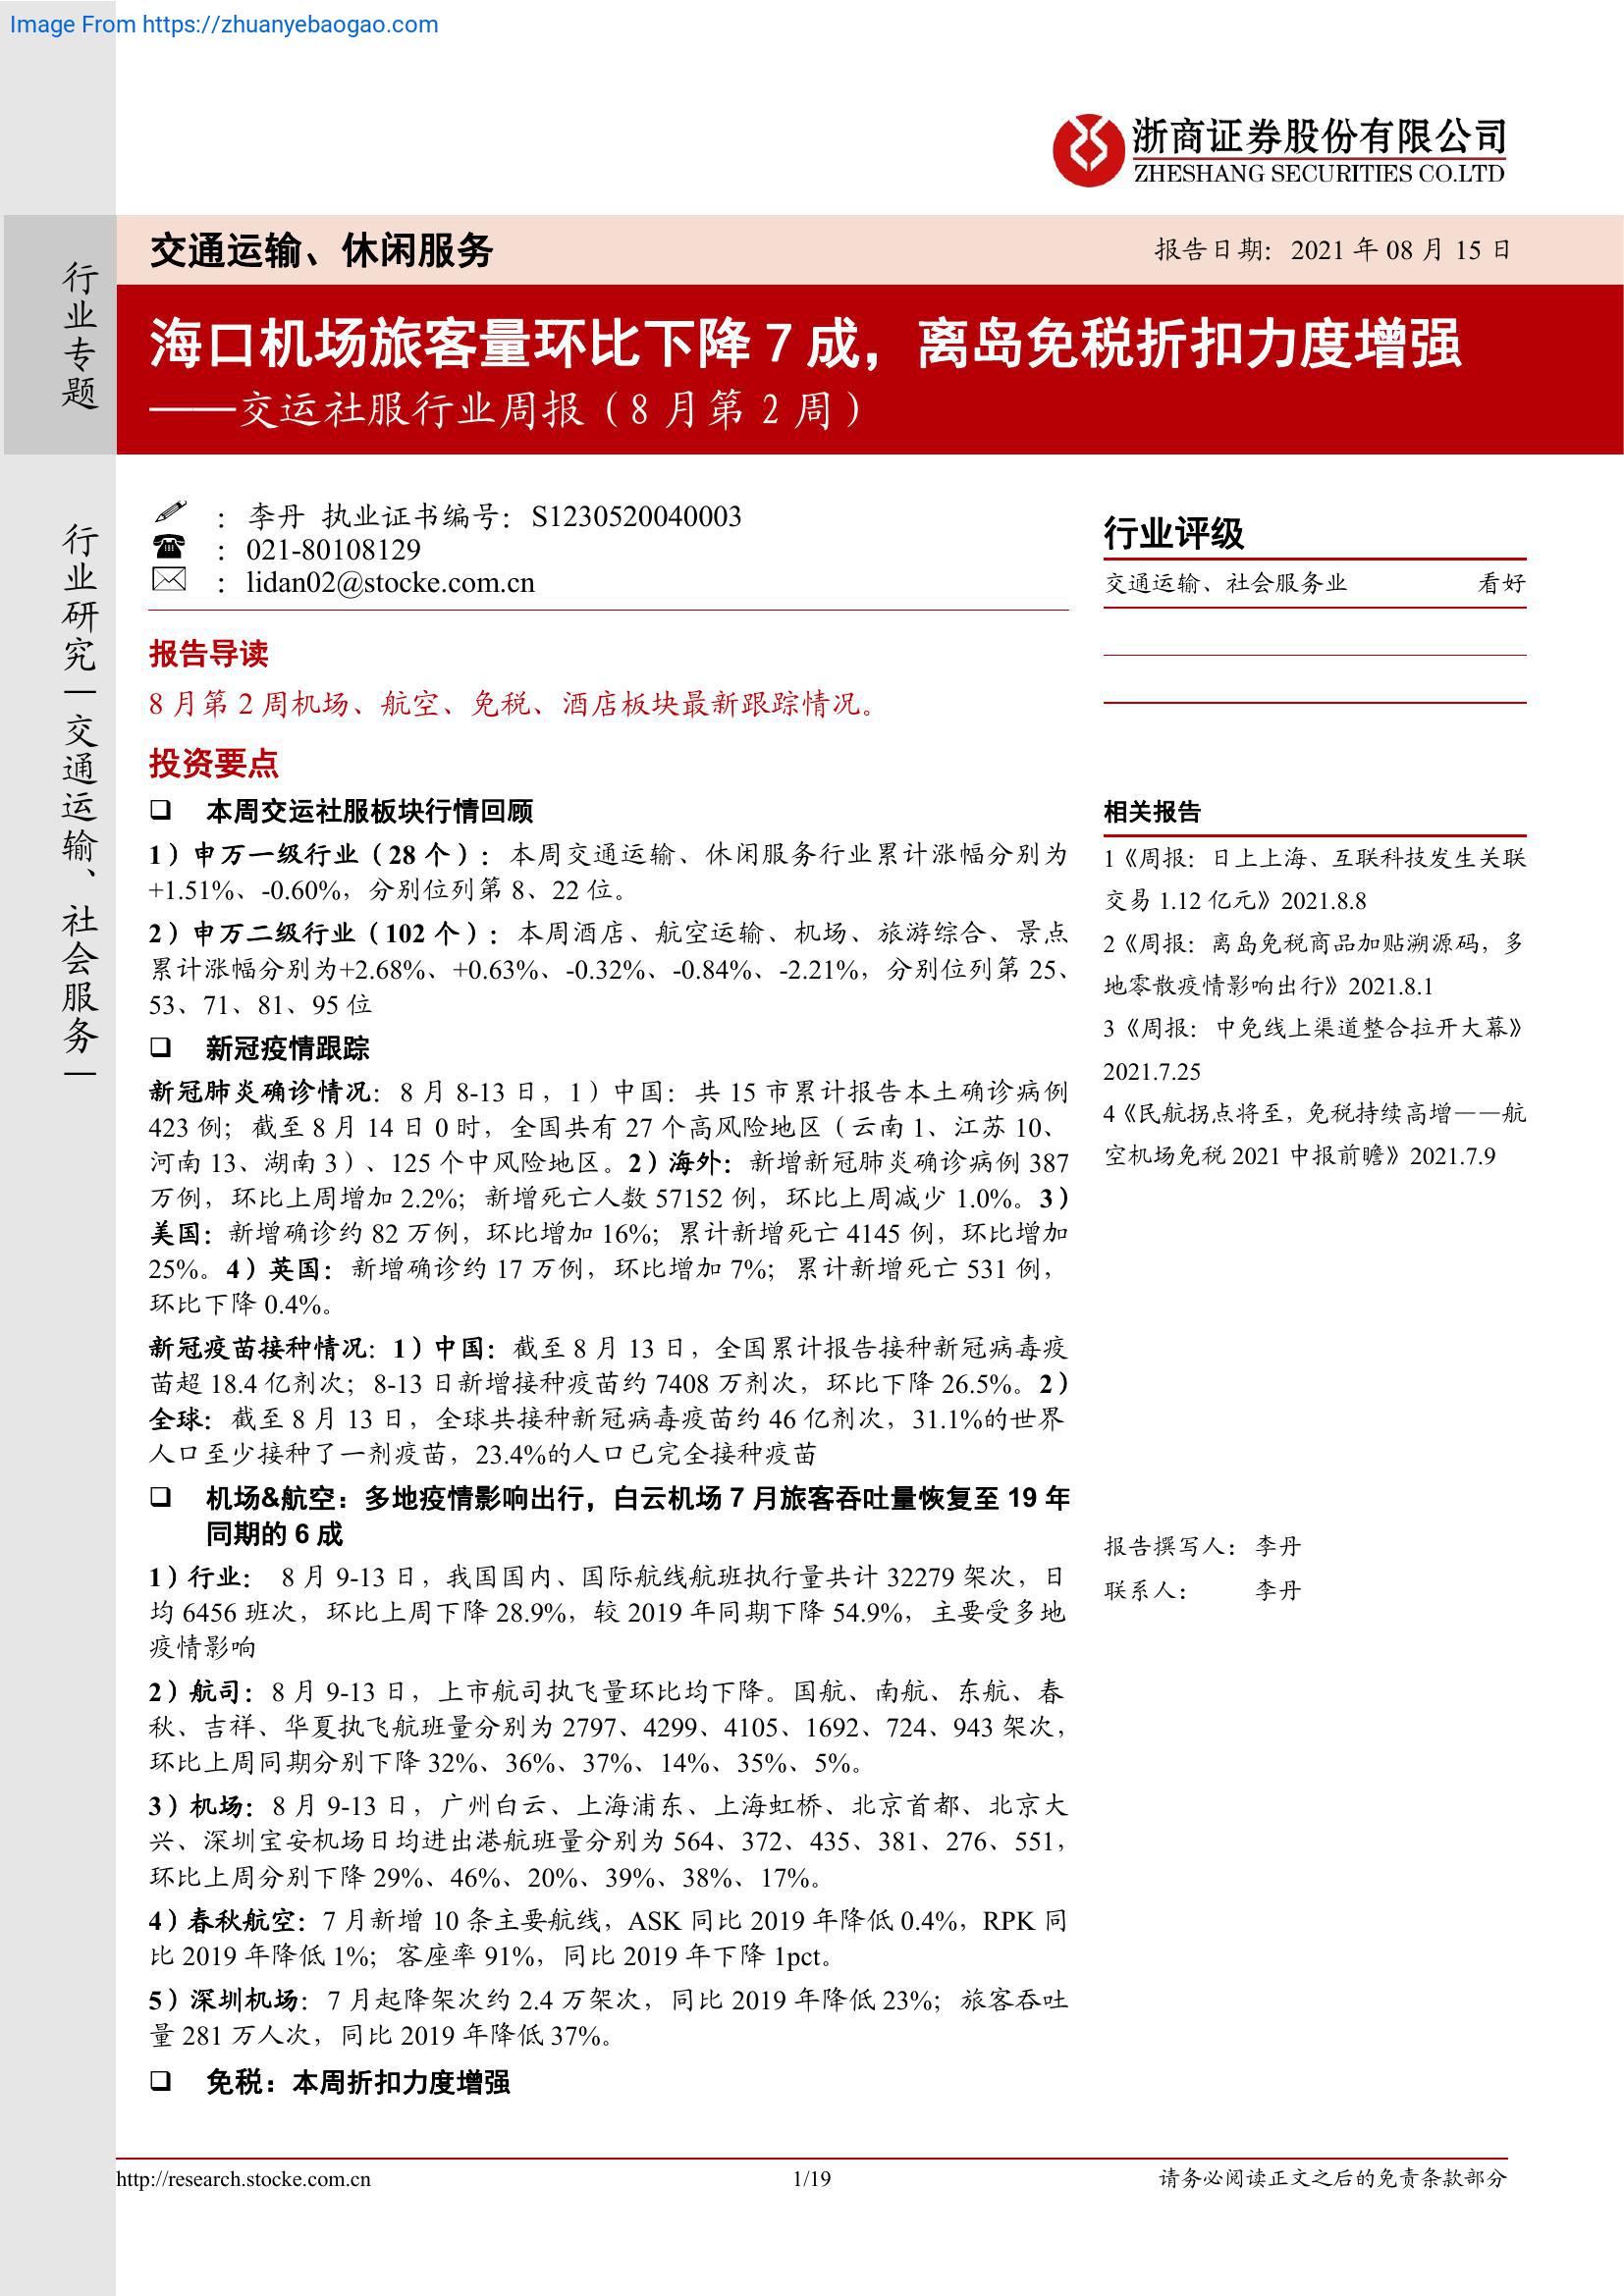 Image From https://zhuanyebaogao.com
浙商证券股份有限公司
ZHESHANG SECURITIES CO.LTD
交通运输、休闲服务
报告日期：2021 年 08 月 15 日
行业专题
海口机场旅客量环比下降 7 成，离岛免税折扣力度增强
——交运社服行业周报（8 月第 2 周）
行业研究—交通运输、社会服务—
：李丹 执业证书编号：S1230520040003
：021-80108129
：lidan02@stocke.com.cn
报告导读
8 月第 2 周机场、航空、免税、酒店板块最新跟踪情况。
投资要点
本周交运社服板块行情回顾
1）申万一级行业（28 个）：本周交通运输、休闲服务行业累计涨幅分别为
+1.51%、-0.60%，分别位列第 8、22 位。
2）申万二级行业（102 个）：本周酒店、航空运输、机场、旅游综合、景点
累计涨幅分别为+2.68%、+0.63%、-0.32%、-0.84%、-2.21%，分别位列第 25、
53、71、81、95 位
新冠疫情跟踪
新冠肺炎确诊情况：8 月 8-13 日，1）中国：共 15 市累计报告本土确诊病例
423 例；截至 8 月 14 日 0 时，全国共有 27 个高风险地区（云南 1、江苏 10、
河南 13、湖南 3）、125 个中风险地区。2）海外：新增新冠肺炎确诊病例 387
万例，环比上周增加 2.2%；新增死亡人数 57152 例，环比上周减少 1.0%。3）
美国：新增确诊约 82 万例，环比增加 16%；累计新增死亡 4145 例，环比增加
25%。4）英国：新增确诊约 17 万例，环比增加 7%；累计新增死亡 531 例，
环比下降 0.4%。
新冠疫苗接种情况：1）中国：截至 8 月 13 日，全国累计报告接种新冠病毒疫
苗超 18.4 亿剂次；8-13 日新增接种疫苗约 7408 万剂次，环比下降 26.5%。2）
全球：截至 8 月 13 日，全球共接种新冠病毒疫苗约 46 亿剂次，31.1%的世界
人口至少接种了一剂疫苗，23.4%的人口已完全接种疫苗
机场&航空：多地疫情影响出行，白云机场 7 月旅客吞吐量恢复至 19 年
同期的 6 成
1）行业： 8 月 9-13 日，我国国内、国际航线航班执行量共计 32279 架次，日
均 6456 班次，环比上周下降 28.9%，较 2019 年同期下降 54.9%，主要受多地
疫情影响
2）航司：8 月 9-13 日，上市航司执飞量环比均下降。国航、南航、东航、春
秋、吉祥、华夏执飞航班量分别为 2797、4299、4105、1692、724、943 架次，
环比上周同期分别下降 32%、36%、37%、14%、35%、5%。
3）机场：8 月 9-13 日，广州白云、上海浦东、上海虹桥、北京首都、北京大
兴、深圳宝安机场日均进出港航班量分别为 564、372、435、381、276、551，
环比上周分别下降 29%、46%、20%、39%、38%、17%。
4）春秋航空：7 月新增 10 条主要航线，ASK 同比 2019 年降低 0.4%，RPK 同
比 2019 年降低 1%；客座率 91%，同比 2019 年下降 1pct。
5）深圳机场：7 月起降架次约 2.4 万架次，同比 2019 年降低 23%；旅客吞吐
量 281 万人次，同比 2019 年降低 37%。
免税：本周折扣力度增强
行业评级
交通运输、社会服务业 看好
相关报告
1《周报：日上上海、互联科技发生关联
交易 1.12 亿元》2021.8.8
2《周报：离岛免税商品加贴溯源码，多
地零散疫情影响出行》2021.8.1
3《周报：中免线上渠道整合拉开大幕》
2021.7.25
4《民航拐点将至，免税持续高增——航
空机场免税 2021 中报前瞻》2021.7.9
报告撰写人：李丹
联系人： 李丹
http://research.stocke.com.cn
1/19
请务必阅读正文之后的免责条款部分